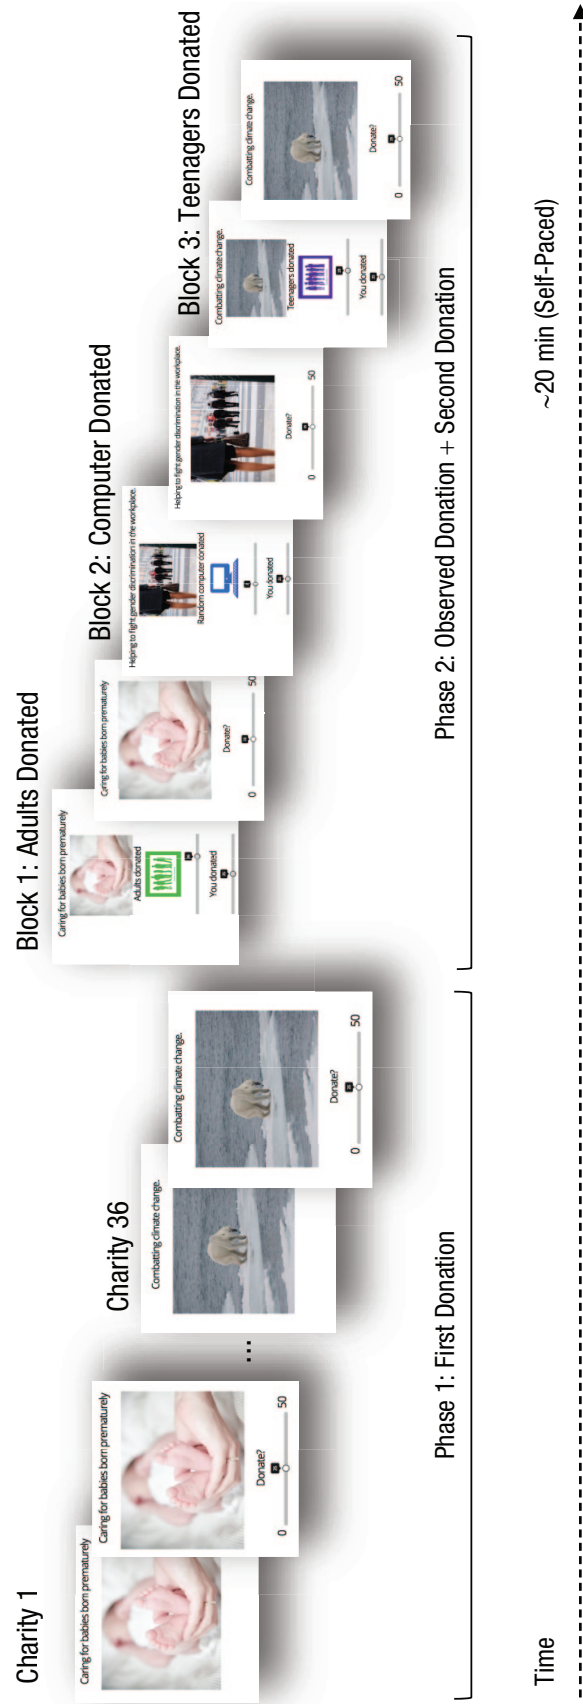 Charity 1
Caring for babies born prematurely
Caring for babies born prematurely
Donate?
0
50
...
Charity 36
Combatting climate change.
Combatting climate change.
Donate?
0
50
Phase 1: First Donation
Block 1: Adults Donated
Caring for babies born prematurely
Adults donated
You donated
Caring for babies born prematurely
Donate?
0
50
Block 2: Computer Donated
Helping to fight gender discrimination in the workplace.
Random computer donated
You donated
Helping to fight gender discrimination in the workplace.
Donate?
0
50
Block 3: Teenagers Donated
Combatting climate change.
Teenagers donated
You donated
Combatting climate change.
Donate?
0
50
Phase 2: Observed Donation + Second Donation
Time
~20 min (Self-Paced)